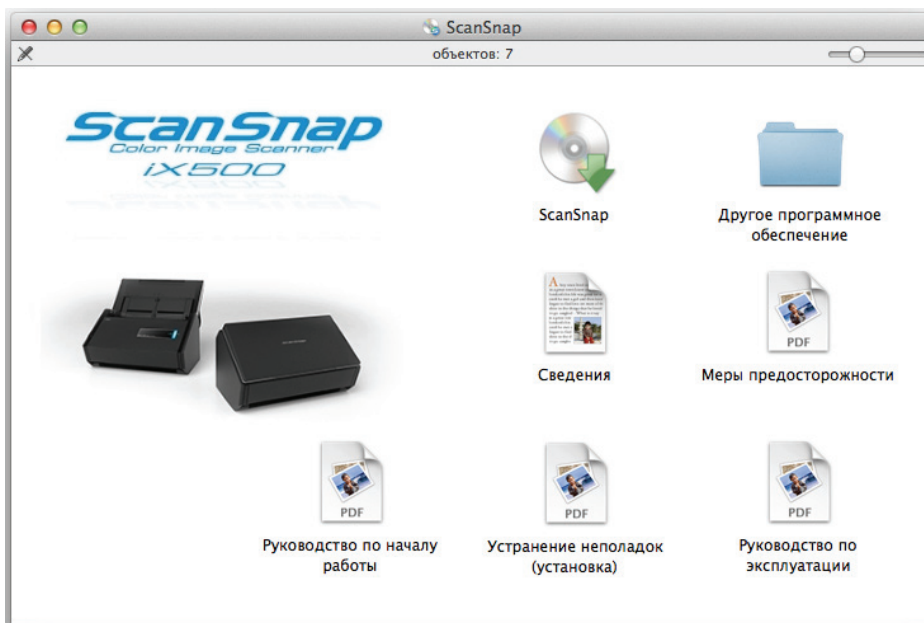 ScanSnap
объектов: 7
ScanSnap
Color Image Scanner
iX500
ScanSnap
Другое программное
обеспечение
Сведения
PDF
Меры предосторожности
PDF
Руководство по началу
работы
PDF
Устранение неполадок
(установка)
PDF
Руководство по
эксплуатации